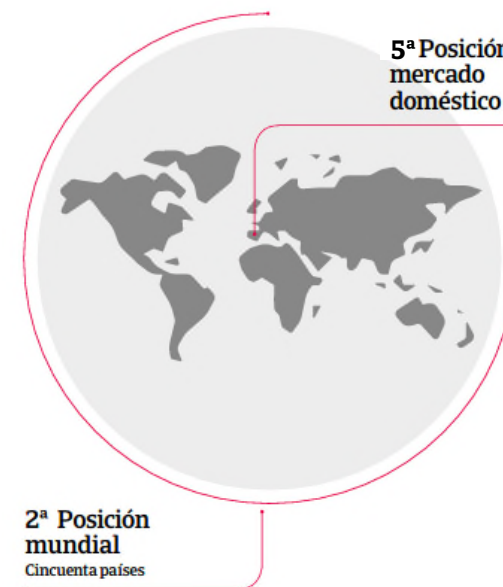 5ª Posición
mercado
doméstico
2ª Posición
mundial
Cincuenta países